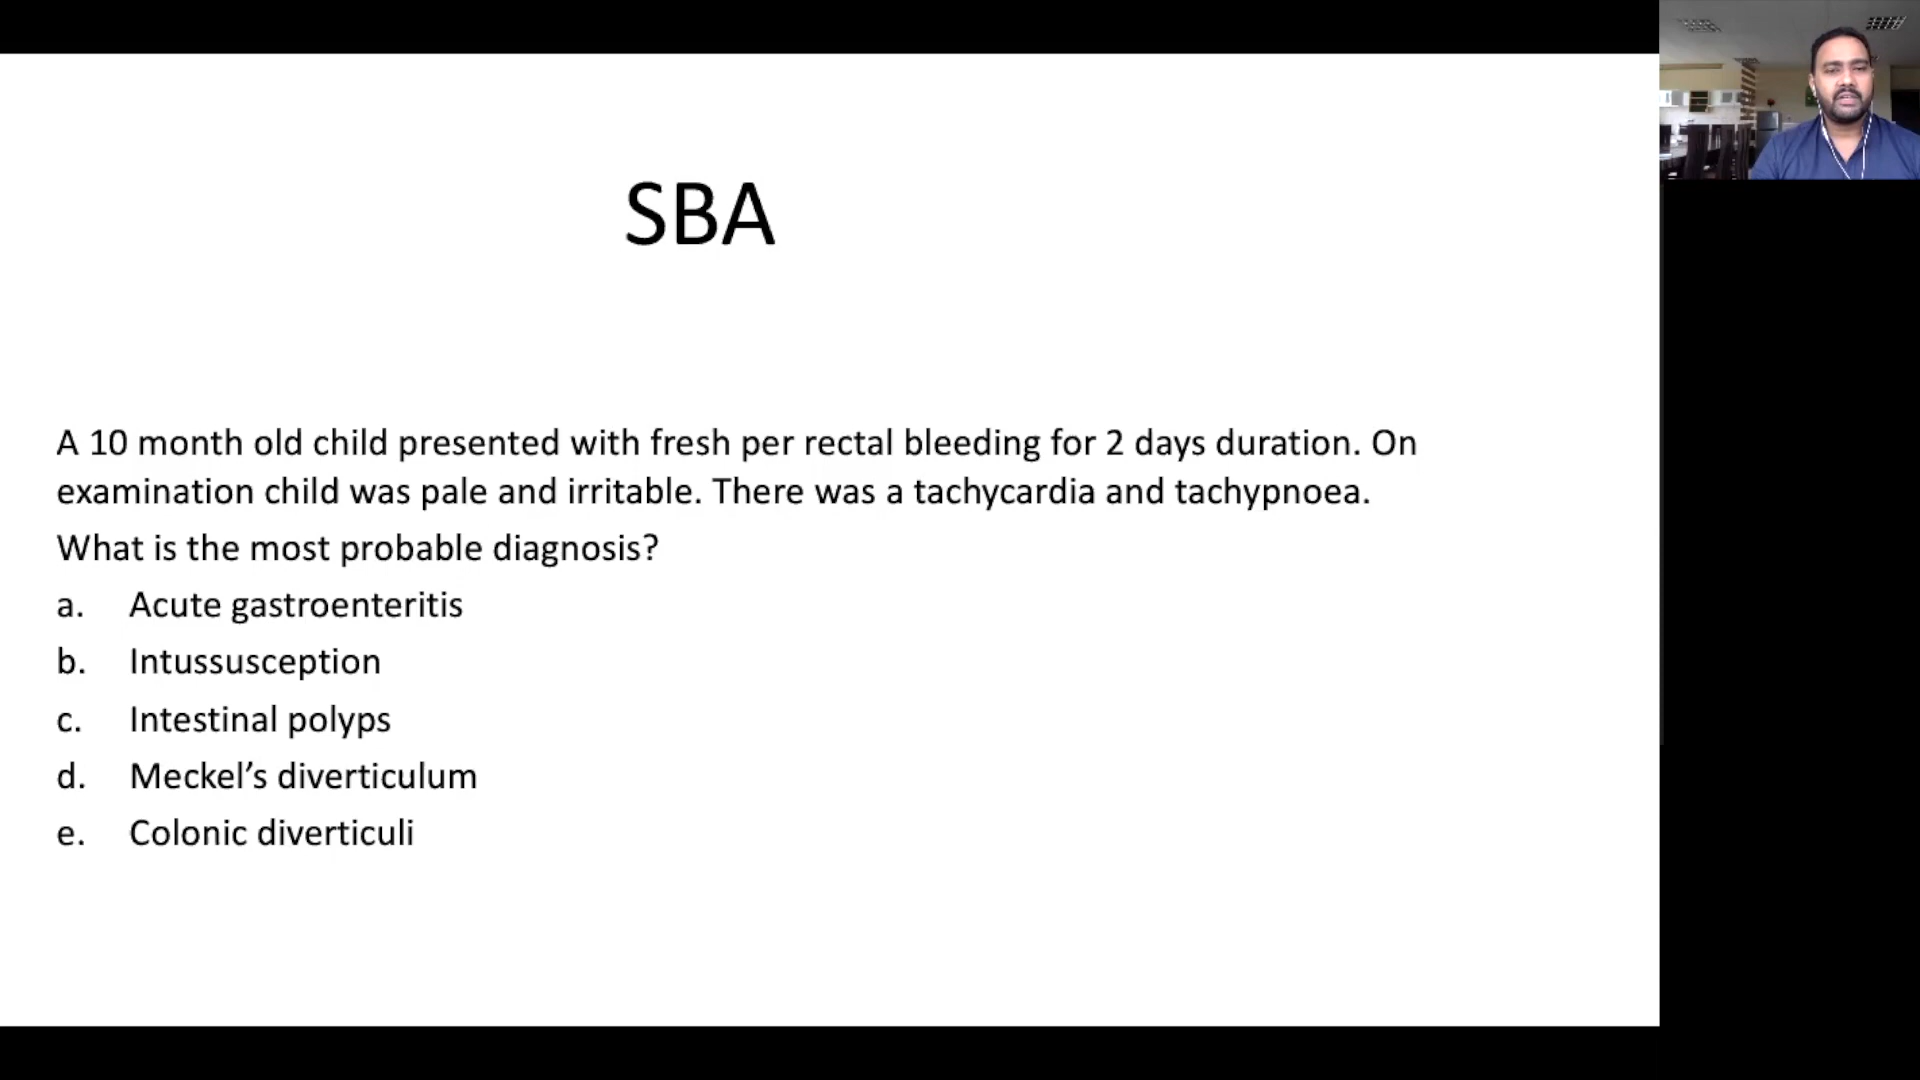 SBA
A 10 month old child presented with fresh per rectal bleeding for 2 days duration. On
examination child was pale and irritable. There was a tachycardia and tachypnoea.
What is the most probable diagnosis?
a. Acute gastroenteritis
b. Intussusception
c. Intestinal polyps
d. Meckel’s diverticulum
e. Colonic diverticuli